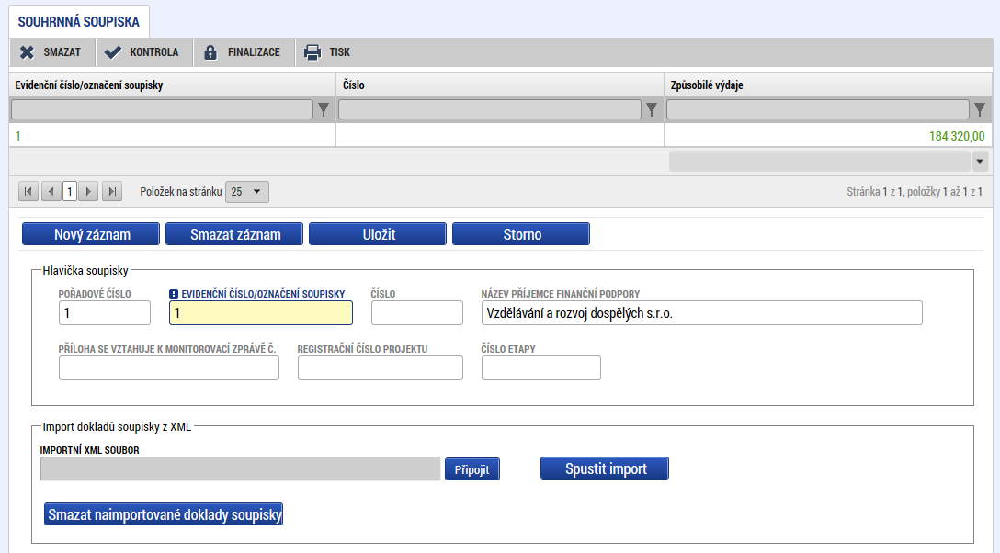 SOUHRNNÁ SOUPISKA
SMAZAT KONTROLA FINALIZACE TISK
Evidenční číslo/označení soupisky Číslo Způsobilé výdaje
1 184 320,00
1 Položek na stránku 25 Stránka 1 z 1, položky 1 až 1 z 1
Nový záznam Smazat záznam Uložit Storno
Hlavička soupisky
POŘADOVÉ ČÍSLO EVIDENČNÍ ČÍSLO/OZNAČENÍ SOUPISKY ČÍSLO NÁZEV PŘÍJEMCE FINANČNÍ PODPORY
1 1 Vzdělávání a rozvoj dospělých s.r.o.
PŘÍLOHA SE VZTAHUJE K MONITOROVACÍ ZPRÁVĚ Č. REGISTRAČNÍ ČÍSLO PROJEKTU ČÍSLO ETAPY
Import dokladů soupisky z XML
IMPORTNÍ XML SOUBOR
Připojit Spustit import
Smazat naimportované doklady soupisky